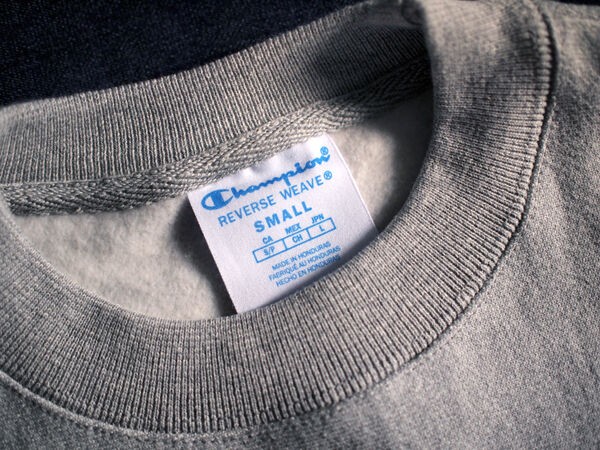 Champion®
REVERSE WEAVE®
SMALL
CA MEX JPN
S/P CH L
MADE IN HONDURAS
FABRIQUÉ AU HONDURAS
HECHO EN HONDURAS